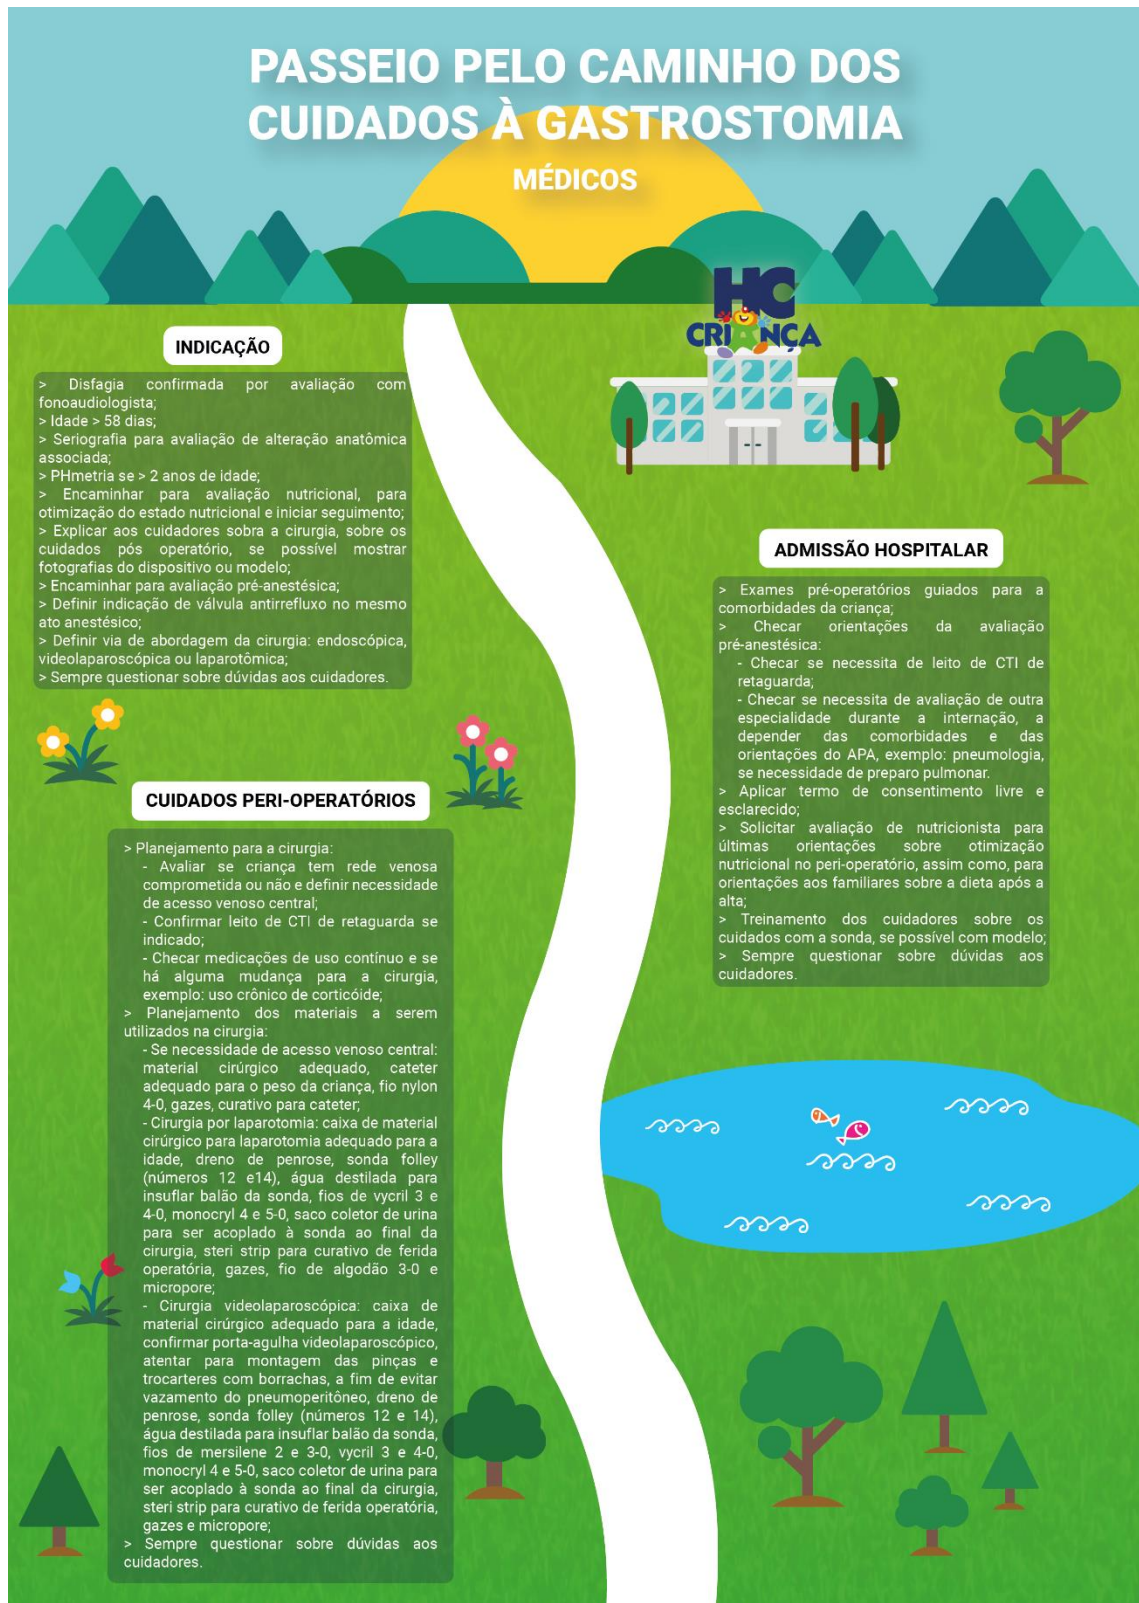 PASSEIO PELO CAMINHO DOS
CUIDADOS À GASTROSTOMIA
MÉDICOS
HC
CRIANÇA
INDICAÇÃO
> Disfagia confirmada por avaliação com
fonoaudiologista;
> Idade > 58 dias;
> Seriografia para avaliação de alteração anatômica
associada;
> PHmetria se > 2 anos de idade;
> Encaminhar para avaliação nutricional, para
otimização do estado nutricional e iniciar seguimento;
> Explicar aos cuidadores sobra a cirurgia, sobre os
cuidados pós operatório, se possível mostrar
fotografias do dispositivo ou modelo;
> Encaminhar para avaliação pré-anestésica;
> Definir indicação de válvula antirrefluxo no mesmo
ato anestésico;
> Definir via de abordagem da cirurgia: endoscópica,
videolaparoscópica ou laparotômica;
> Sempre questionar sobre dúvidas aos cuidadores.
ADMISSÃO HOSPITALAR
> Exames pré-operatórios guiados para a
comorbidades da criança;
> Checar orientações da avaliação
pré-anestésica:
- Checar se necessita de leito de CTI de
retaguarda;
- Checar se necessita de avaliação de outra
especialidade durante a internação, a
depender das comorbidades e das
orientações do APA, exemplo: pneumologia,
se necessidade de preparo pulmonar.
> Aplicar termo de consentimento livre e
esclarecido;
> Solicitar avaliação de nutricionista para
últimas orientações sobre otimização
nutricional no peri-operatório, assim como, para
orientações aos familiares sobre a dieta após a
alta;
> Treinamento dos cuidadores sobre os
cuidados com a sonda, se possível com modelo;
> Sempre questionar sobre dúvidas aos
cuidadores.
CUIDADOS PERI-OPERATÓRIOS
> Planejamento para a cirurgia:
- Avaliar se criança tem rede venosa
comprometida ou não e definir necessidade
de acesso venoso central;
- Confirmar leito de CTI de retaguarda se
indicado;
- Checar medicações de uso contínuo e se
há alguma mudança para a cirurgia,
exemplo: uso crônico de corticóide;
> Planejamento dos materiais a serem
utilizados na cirurgia:
- Se necessidade de acesso venoso central:
material cirúrgico adequado, cateter
adequado para o peso da criança, fio nylon
4-0, gazes, curativo para cateter;
- Cirurgia por laparotomia: caixa de material
cirúrgico para laparotomia adequado para a
idade, dreno de penrose, sonda folley
(números 12 e14), água destilada para
insuflar balão da sonda, fios de vycril 3 e
4-0, monocryl 4 e 5-0, saco coletor de urina
para ser acoplado à sonda ao final da
cirurgia, steri strip para curativo de ferida
operatória, gazes, fio de algodão 3-0 e
micropore;
- Cirurgia videolaparoscópica: caixa de
material cirúrgico adequado para a idade,
confirmar porta-agulha videolaparoscópico,
atentar para montagem das pinças e
trocarteres com borrachas, a fim de evitar
vazamento do pneumoperitôneo, dreno de
penrose, sonda folley (números 12 e 14),
água destilada para insuflar balão da sonda,
fios de mersilene 2 e 3-0, vycril 3 e 4-0,
monocryl 4 e 5-0, saco coletor de urina para
ser acoplado à sonda ao final da cirurgia,
steri strip para curativo de ferida operatória,
gazes e micropore;
> Sempre questionar sobre dúvidas aos
cuidadores.